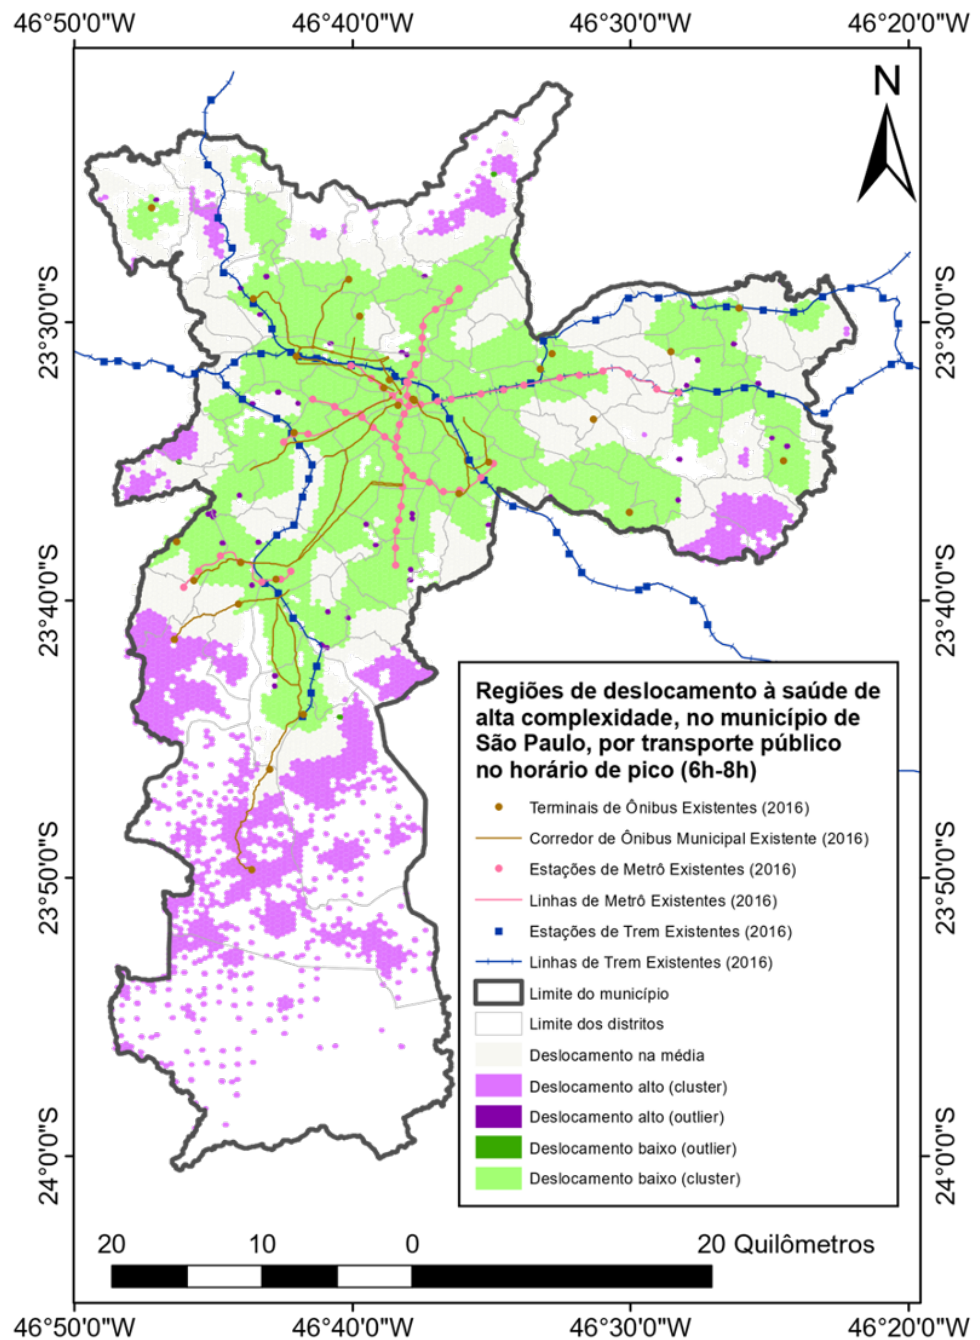 46°50'0"W 46°40'0"W 46°30'0"W 46°20'0"W
N
23°30'0"S 23°30'0"S
23°40'0"S 23°40'0"S
Regiões de deslocamento à saúde de
alta complexidade, no município de
São Paulo, por transporte público
no horário de pico (6h-8h)
Terminais de Ônibus Existentes (2016)
Corredor de Ônibus Municipal Existente (2016)
Estações de Metrô Existentes (2016)
Linhas de Metrô Existentes (2016)
Estações de Trem Existentes (2016)
Linhas de Trem Existentes (2016)
Limite do município
Limite dos distritos
Deslocamento na média
Deslocamento alto (cluster)
Deslocamento alto (outlier)
Deslocamento baixo (outlier)
Deslocamento baixo (cluster)
23°50'0"S 23°50'0"S
24°0'0"S 24°0'0"S
20 10 0 20 Quilômetros
46°50'0"W 46°40'0"W 46°30'0"W 46°20'0"W